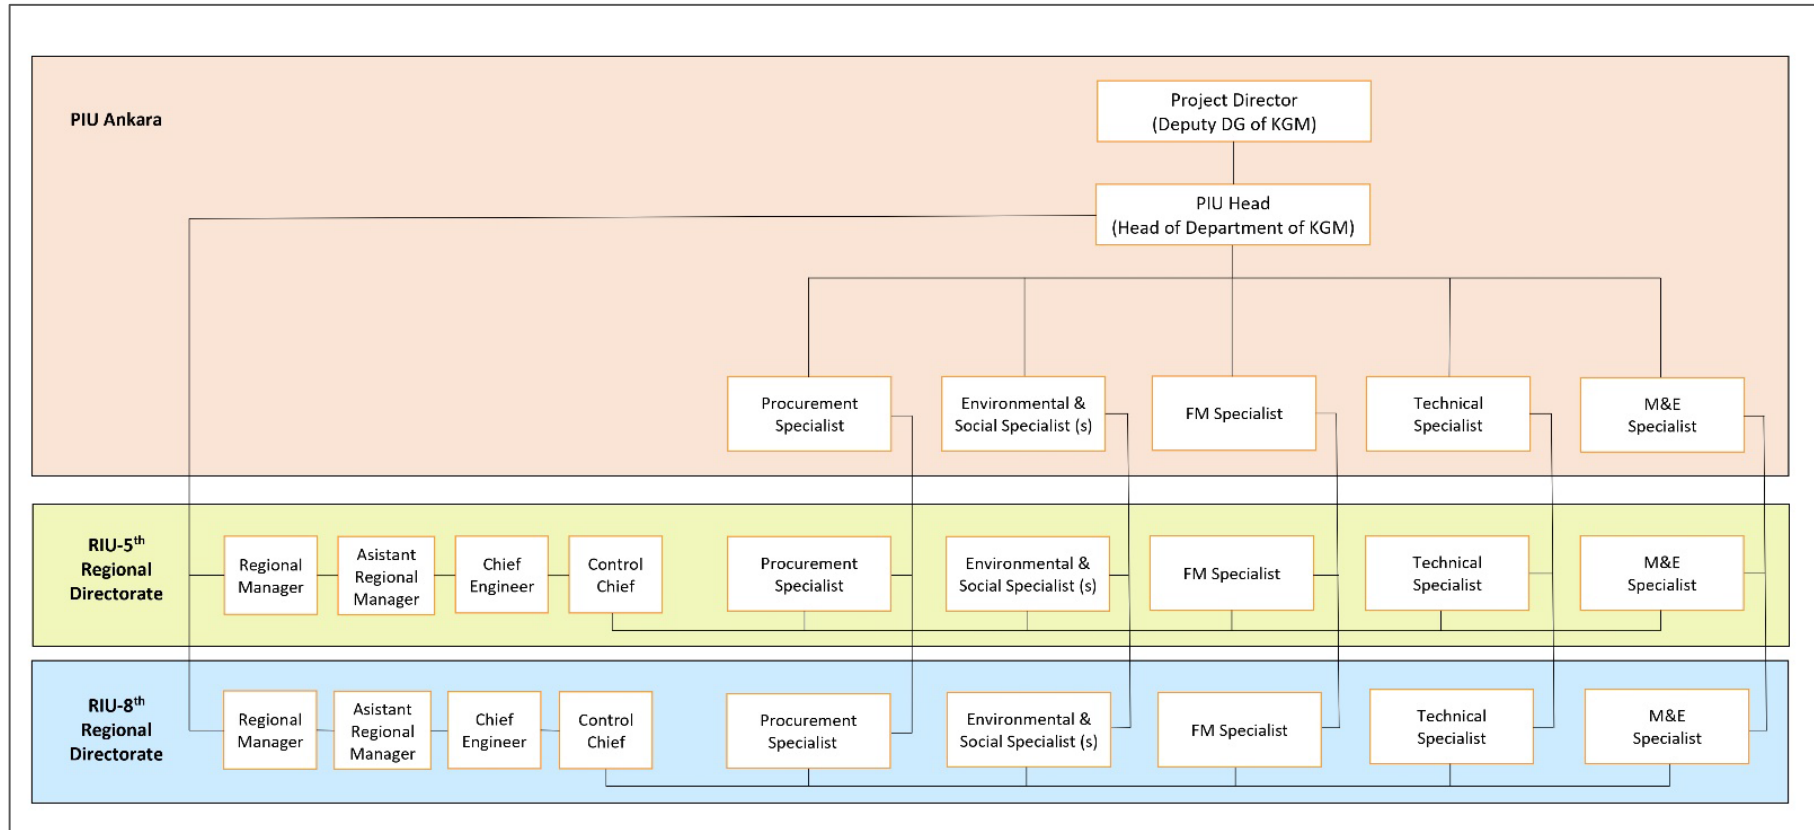 PIU Ankara
Project Director
(Deputy DG of KGM)
PIU Head
(Head of Department of KGM)
Procurement
Specialist
Environmental &
Social Specialist (s)
FM Specialist
Technical
Specialist
M&E
Specialist
RIU-5th
Regional
Directorate
Regional
Manager
Asistant
Regional
Manager
Chief
Engineer
Control
Chief
Procurement
Specialist
Environmental &
Social Specialist (s)
FM Specialist
Technical
Specialist
M&E
Specialist
RIU-8th
Regional
Directorate
Regional
Manager
Asistant
Regional
Manager
Chief
Engineer
Control
Chief
Procurement
Specialist
Environmental &
Social Specialist (s)
FM Specialist
Technical
Specialist
M&E
Specialist